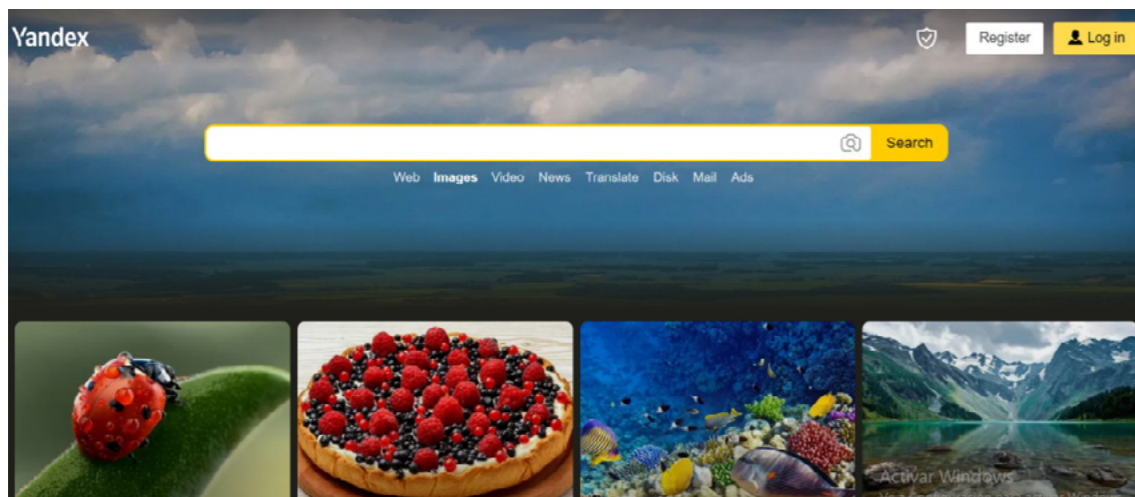 Yandex
Register
Log in
Search
Web Images Video News Translate Disk Mail Ads
Activar Windows